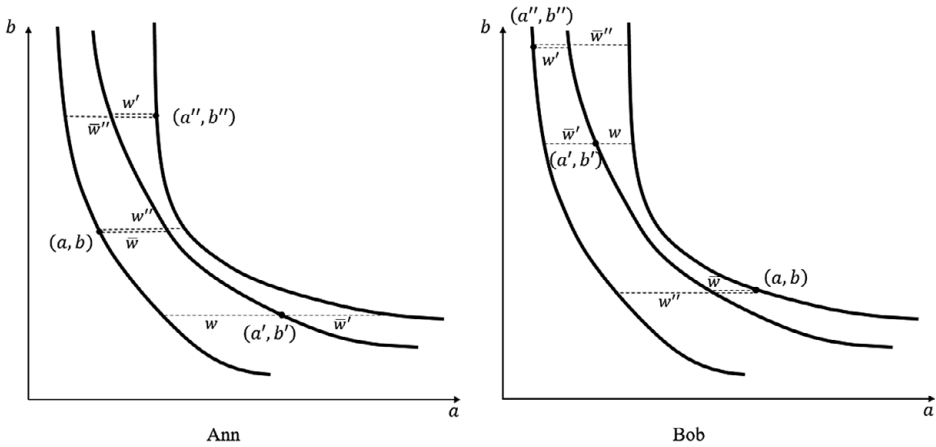 b
w′
w̅″
(a″, b″)
w″
(a, b)
w̅
w
(a′, b′)
w̅′
a
Ann
(a″, b″)
b
w̅″
w′
w̅′
w
(a′, b′)
w̅
(a, b)
w″
a
Bob